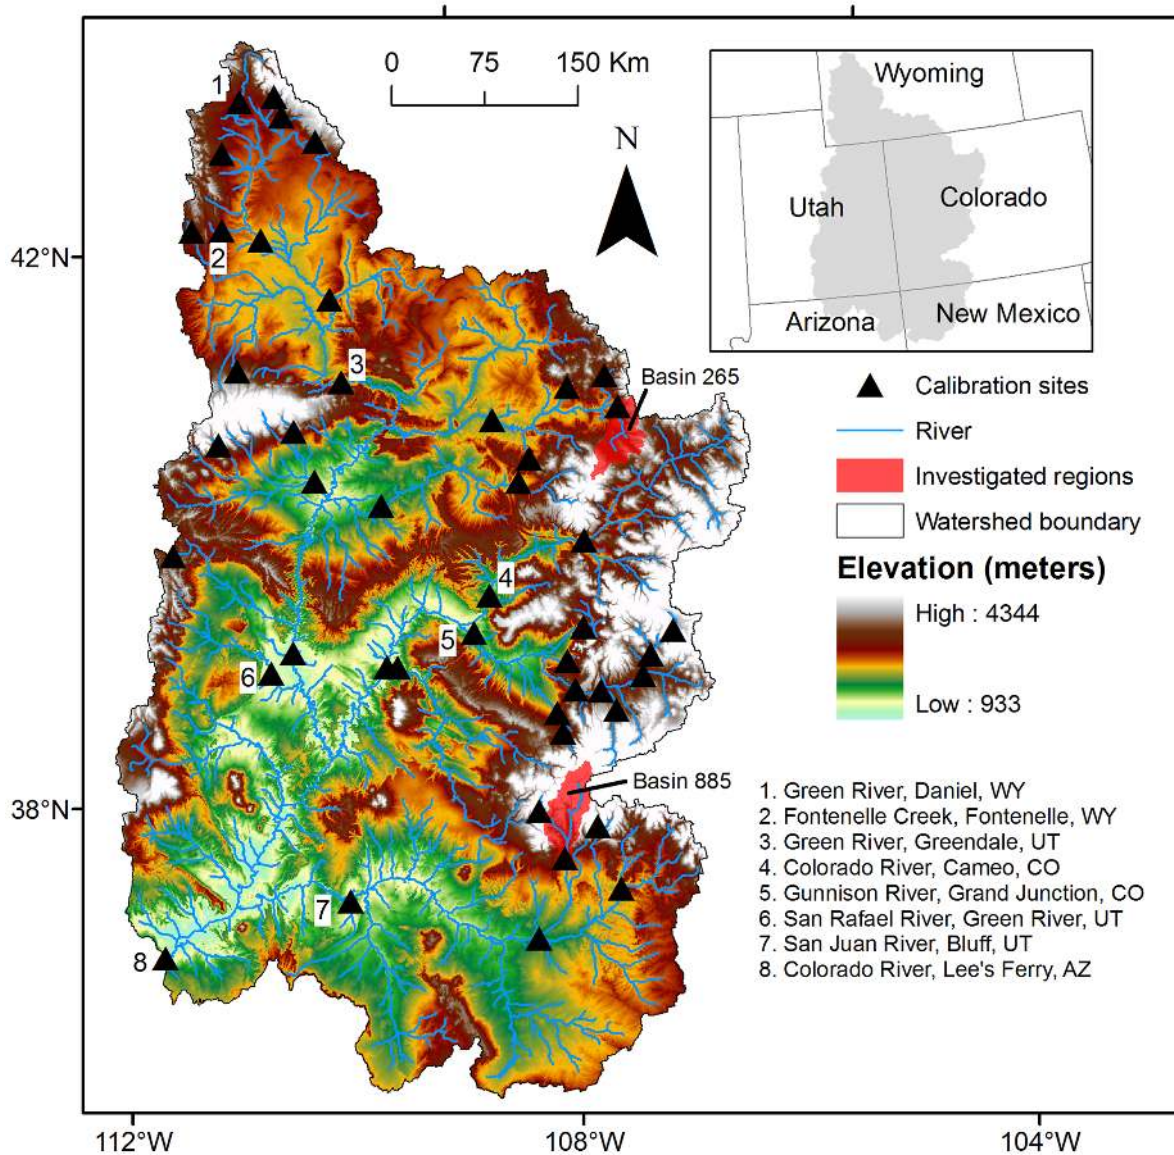 0 75 150 Km
N
Wyoming
Utah
Colorado
Arizona
New Mexico
1
2
3
4
5
6
7
8
Basin 265
Basin 885
42°N
38°N
112°W
108°W
104°W
Calibration sites
River
Investigated regions
Watershed boundary
Elevation (meters)
High : 4344
Low : 933
1. Green River, Daniel, WY
2. Fontenelle Creek, Fontenelle, WY
3. Green River, Greendale, UT
4. Colorado River, Cameo, CO
5. Gunnison River, Grand Junction, CO
6. San Rafael River, Green River, UT
7. San Juan River, Bluff, UT
8. Colorado River, Lee's Ferry, AZ